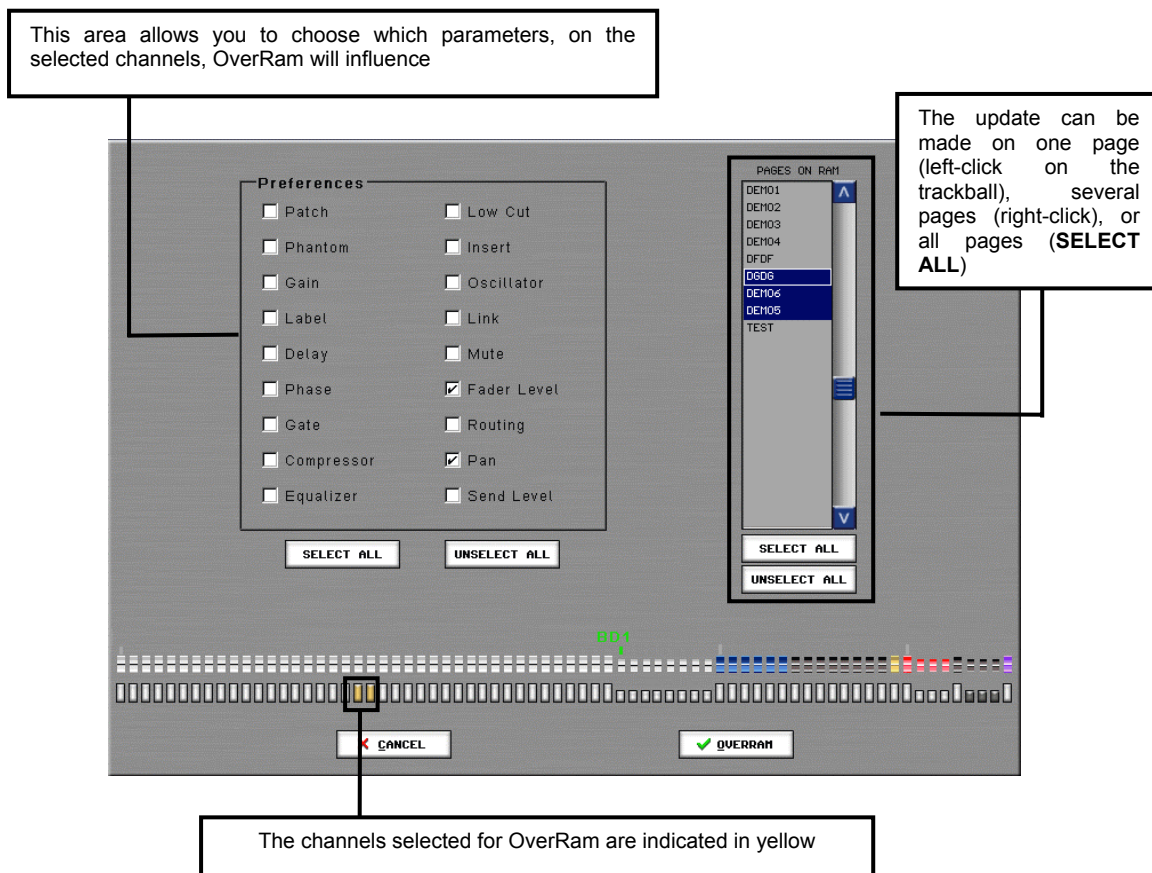 This area allows you to choose which parameters, on the
selected channels, OverRam will influence
The update can be
made on one page
(left-click on the
trackball), several
pages (right-click), or
all pages (SELECT
ALL)
Preferences
Patch
Low Cut
Phantom
Insert
Gain
Oscillator
Label
Link
Delay
Mute
Phase
Fader Level
Gate
Routing
Compressor
Pan
Equalizer
Send Level
SELECT ALL
UNSELECT ALL
PAGES ON RAM
DEMO1
DEMO2
DEMO3
DEMO4
DFDF
DGDG
DEMO6
DEMO5
TEST
SELECT ALL
UNSELECT ALL
CANCEL
OVERRAM
The channels selected for OverRam are indicated in yellow